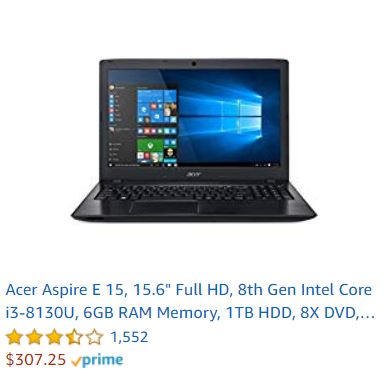 acer
Acer Aspire E 15, 15.6" Full HD, 8th Gen Intel Core
i3-8130U, 6GB RAM Memory, 1TB HDD, 8X DVD,...
1,552
$307.25 prime